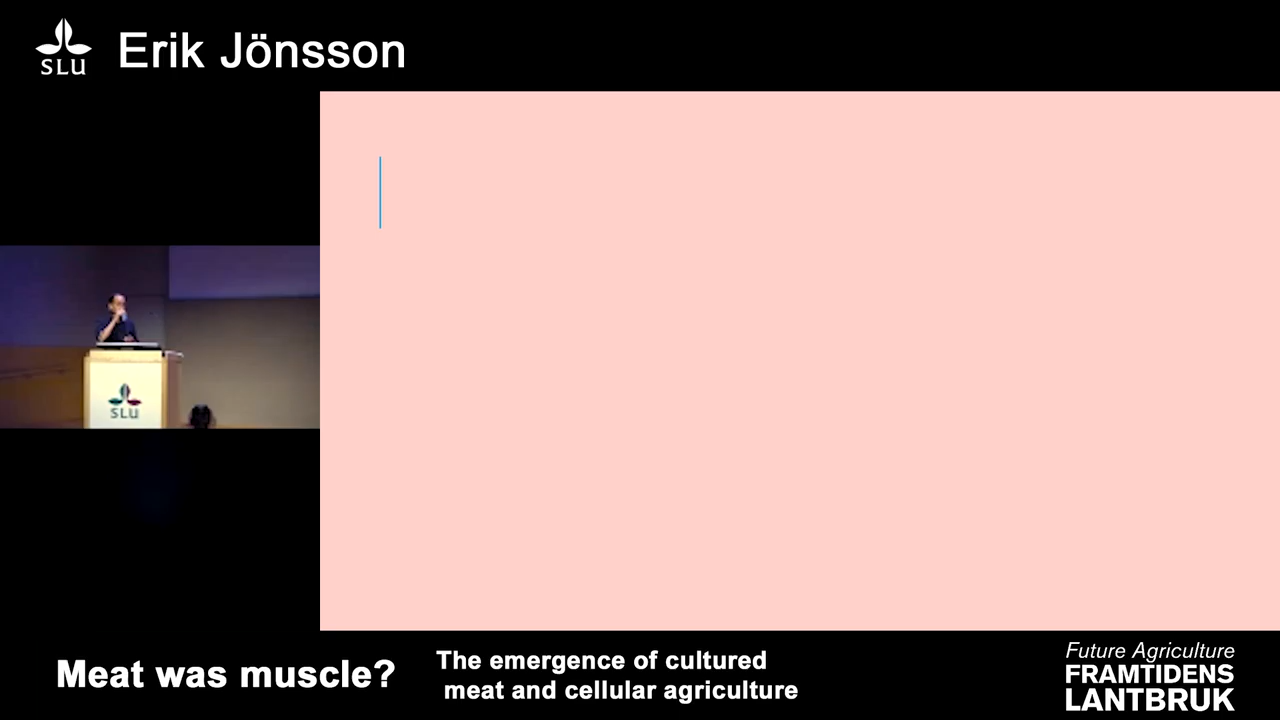 SLU
Erik Jönsson
SLU
Meat was muscle?
The emergence of cultured
meat and cellular agriculture
Future Agriculture
FRAMTIDENS
LANTBRUK